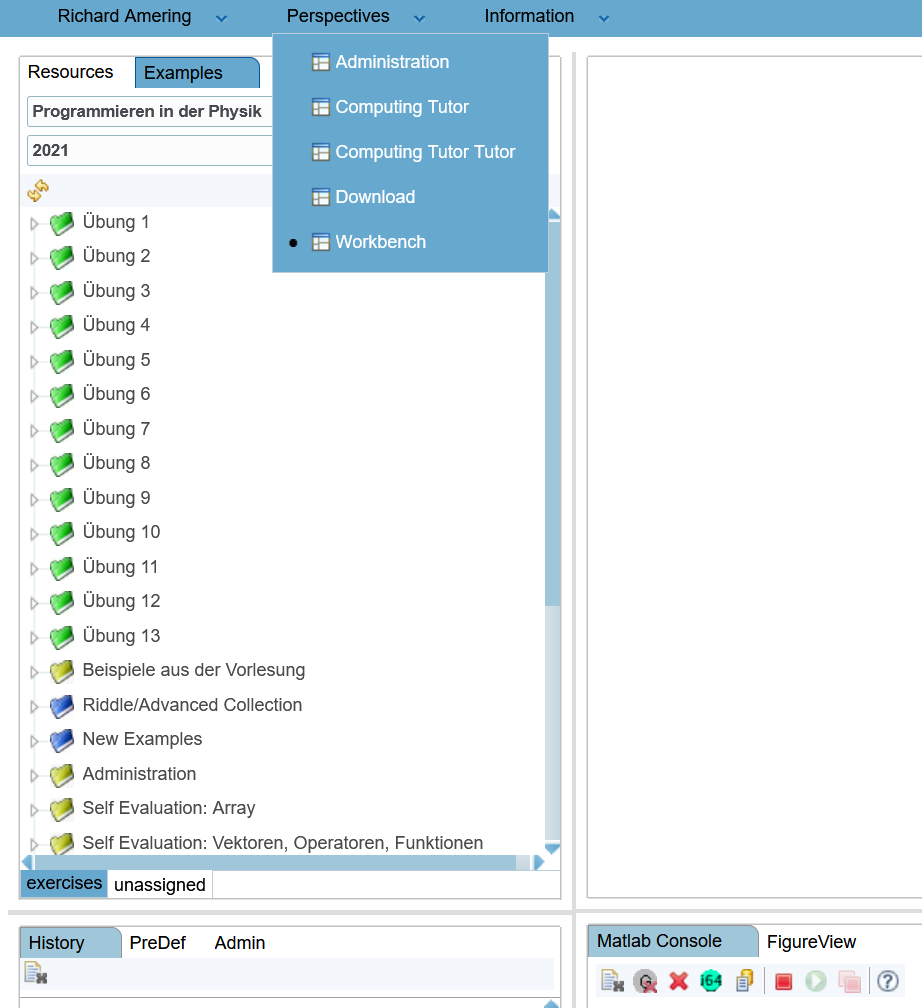 Richard Amering Perspectives Information
Administration
Computing Tutor
Computing Tutor Tutor
Download
Workbench
Resources Examples
Programmieren in der Physik
2021
Übung 1
Übung 2
Übung 3
Übung 4
Übung 5
Übung 6
Übung 7
Übung 8
Übung 9
Übung 10
Übung 11
Übung 12
Übung 13
Beispiele aus der Vorlesung
Riddle/Advanced Collection
New Examples
Administration
Self Evaluation: Array
Self Evaluation: Vektoren, Operatoren, Funktionen
exercises unassigned
History PreDef Admin
Matlab Console FigureView
G i64 ?